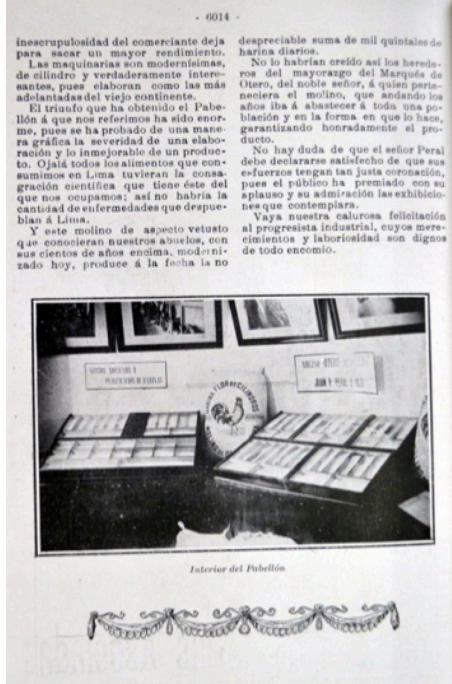 - 6014 -
inescrupulosidad del comerciante deja
para sacar un mayor rendimiento.
Las maquinarias son modernísimas,
de cilindro y verdaderamente intere-
santes, pues elaboran como las más
adelantadas del viejo continente.
El triunfo que ha obtenido el Pabe-
llón á que nos referimos ha sido enor-
me, pues se ha probado de una mane-
ra gráfica la severidad de una elabo-
ración y lo inmejorable de un produc-
to. Ojalá todos los alimentos que con-
sumimos en Lima tuvieran la consa-
gración científica que tiene éste del
que nos ocupamos; así no habría la
cantidad de enfermedades que despue-
blan á Lima.
Y este molino de aspecto vetusto
que conocieran nuestros abuelos, con
sus cientos de años encima, moderni-
zado hoy, produce á la fecha la no
despreciable suma de mil quintales de
harina diarios.
No lo habrían creído así los herede-
ros del mayorazgo del Marqués de
Otero, del noble señor, á quien perte-
neciera el molino, que andando los
años iba á abastecer á toda una po-
blación y en la forma en que lo hace,
garantizando honradamente el pro-
ducto.
No hay duda de que el señor Peral
debe declararse satisfecho de que sus
esfuerzos tengan tan justa coronación,
pues el público ha premiado con su
aplauso y su admiración las exhibicio-
nes que contemplara.
Vaya nuestra calurosa felicitación
al progresista industrial, cuyos mere-
cimientos y laboriosidad son dignos
de todo encomio.
FLOR DE CILINDROS
JUAN P. PERAL
Interior del Pabellón